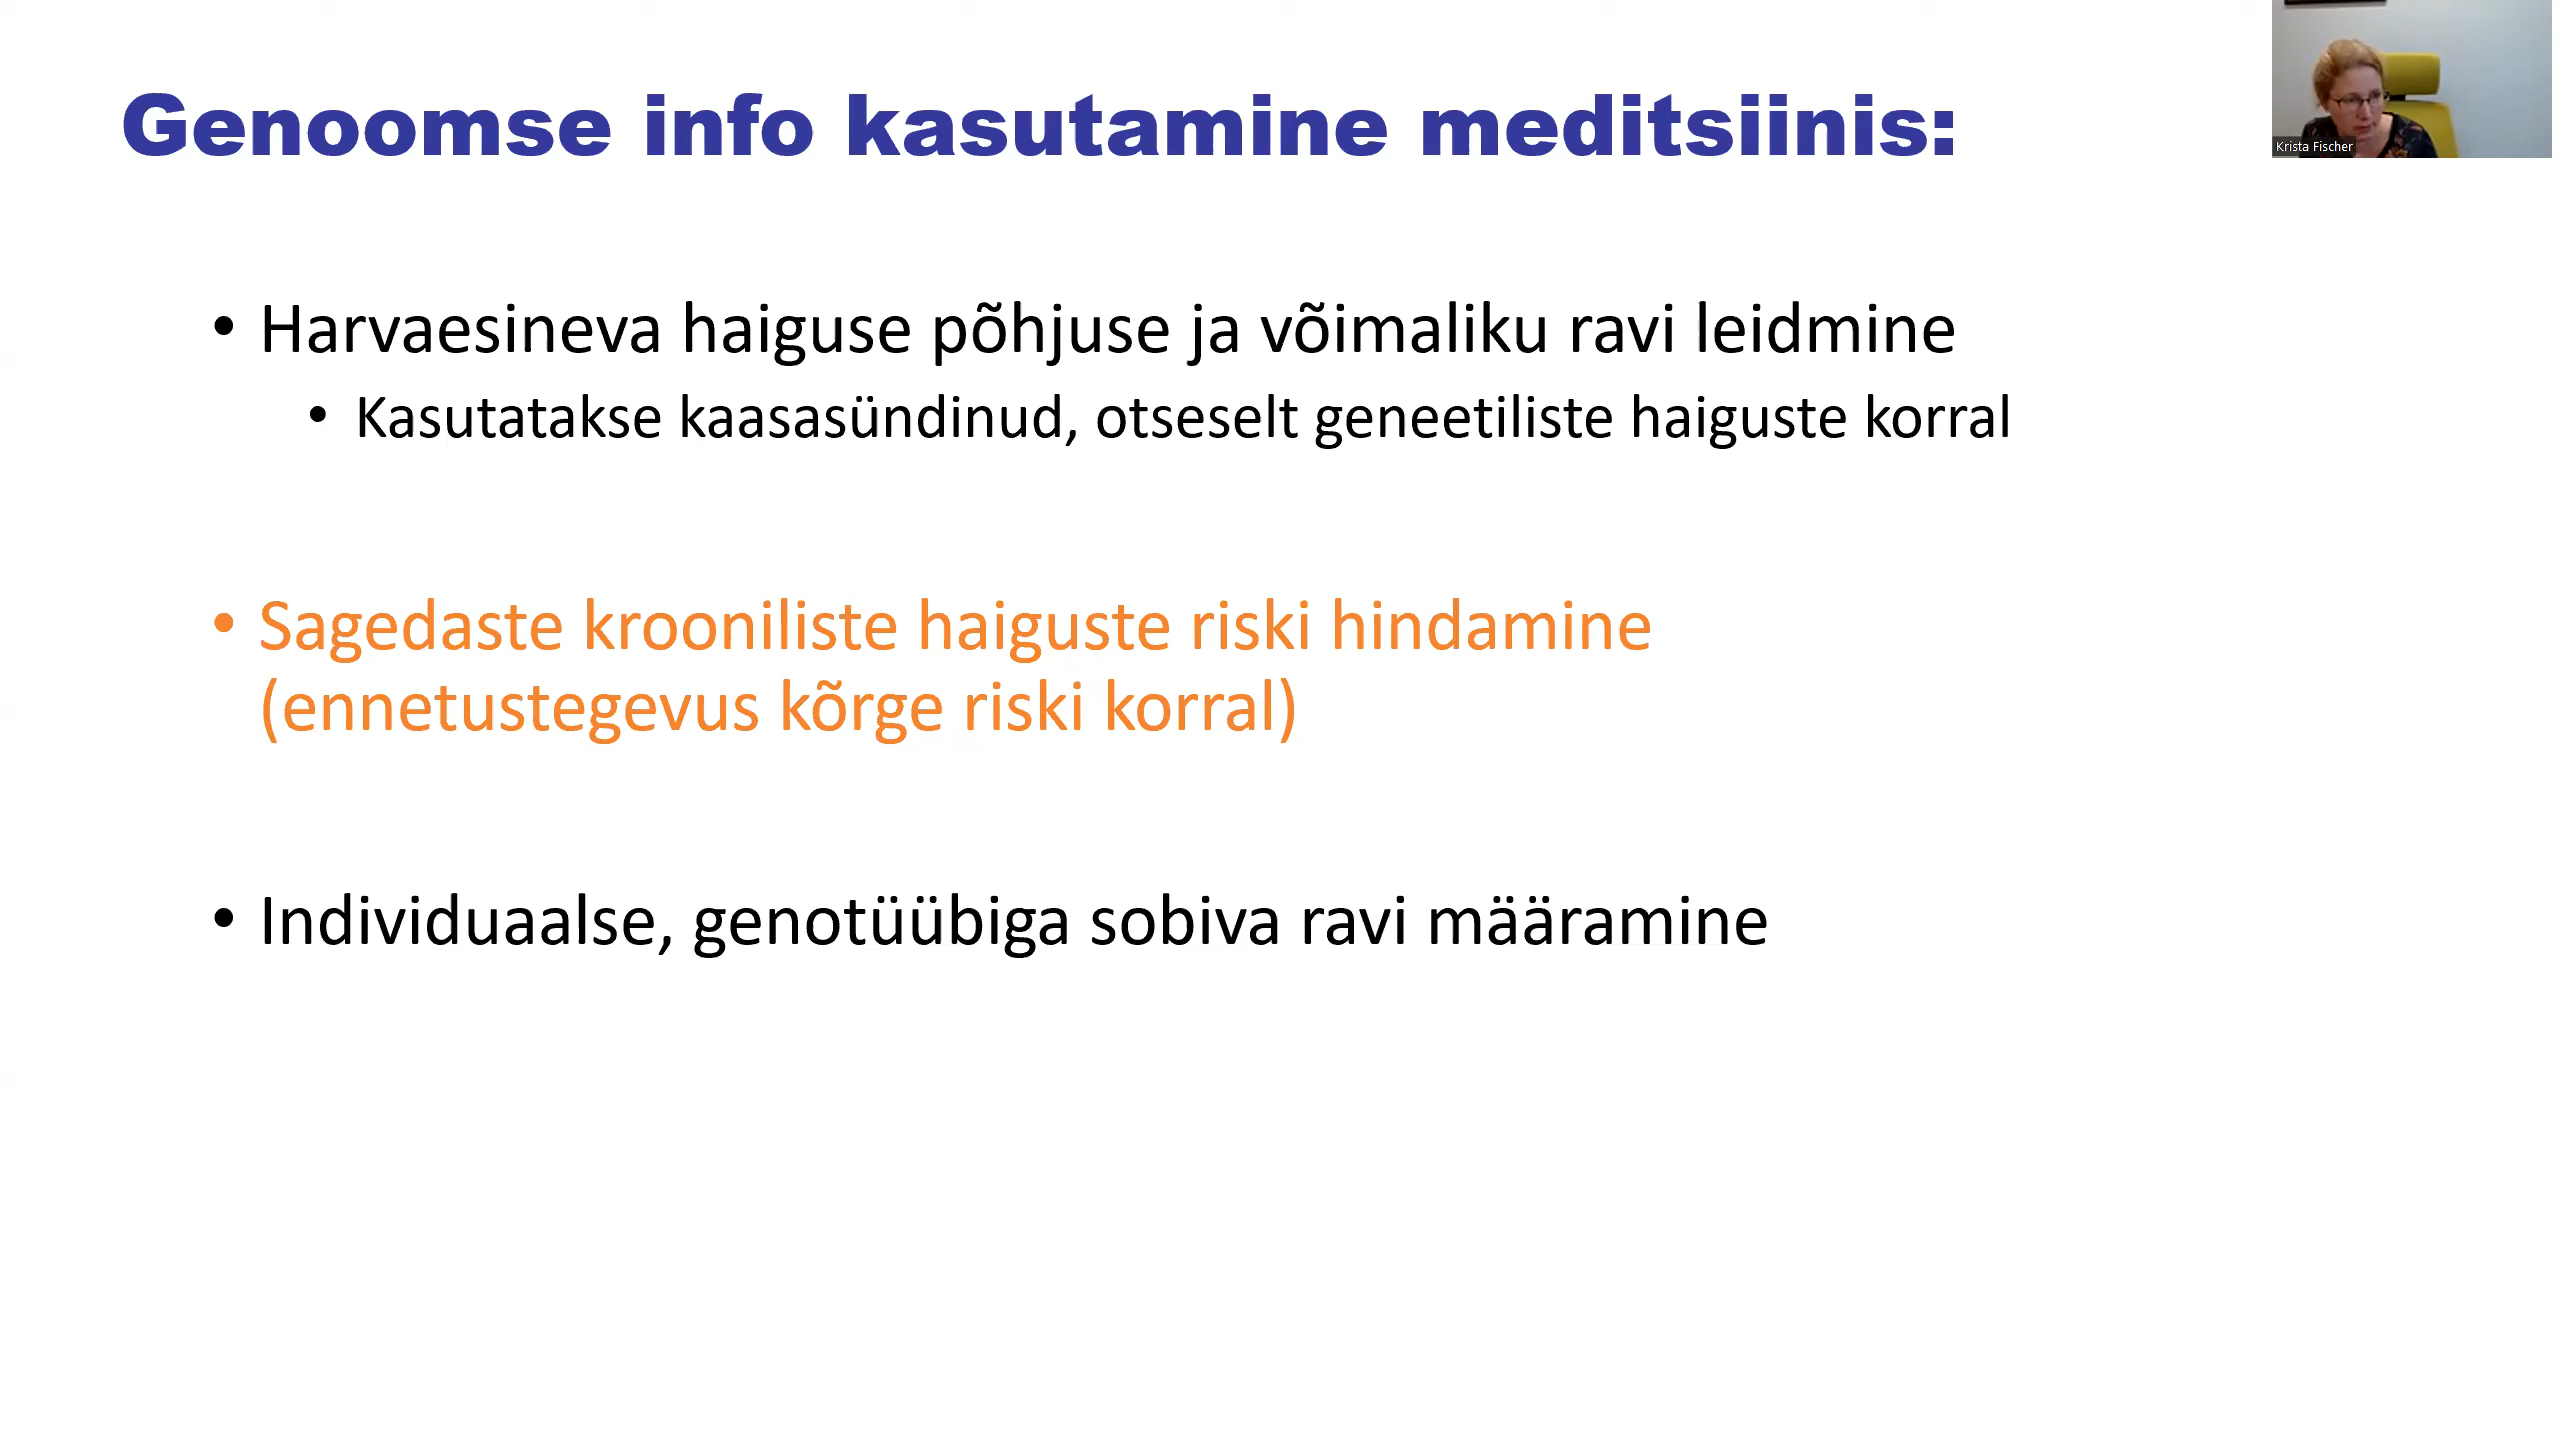 Genoomse info kasutamine meditsiinis:
Krista Fischer
• Harvaesineva haiguse põhjuse ja võimaliku ravi leidmine
• Kasutatakse kaasasündinud, otseselt geneetiliste haiguste korral
• Sagedaste krooniliste haiguste riski hindamine
(ennetustegevus kõrge riski korral)
• Individuaalse, genotüübiga sobiva ravi määramine